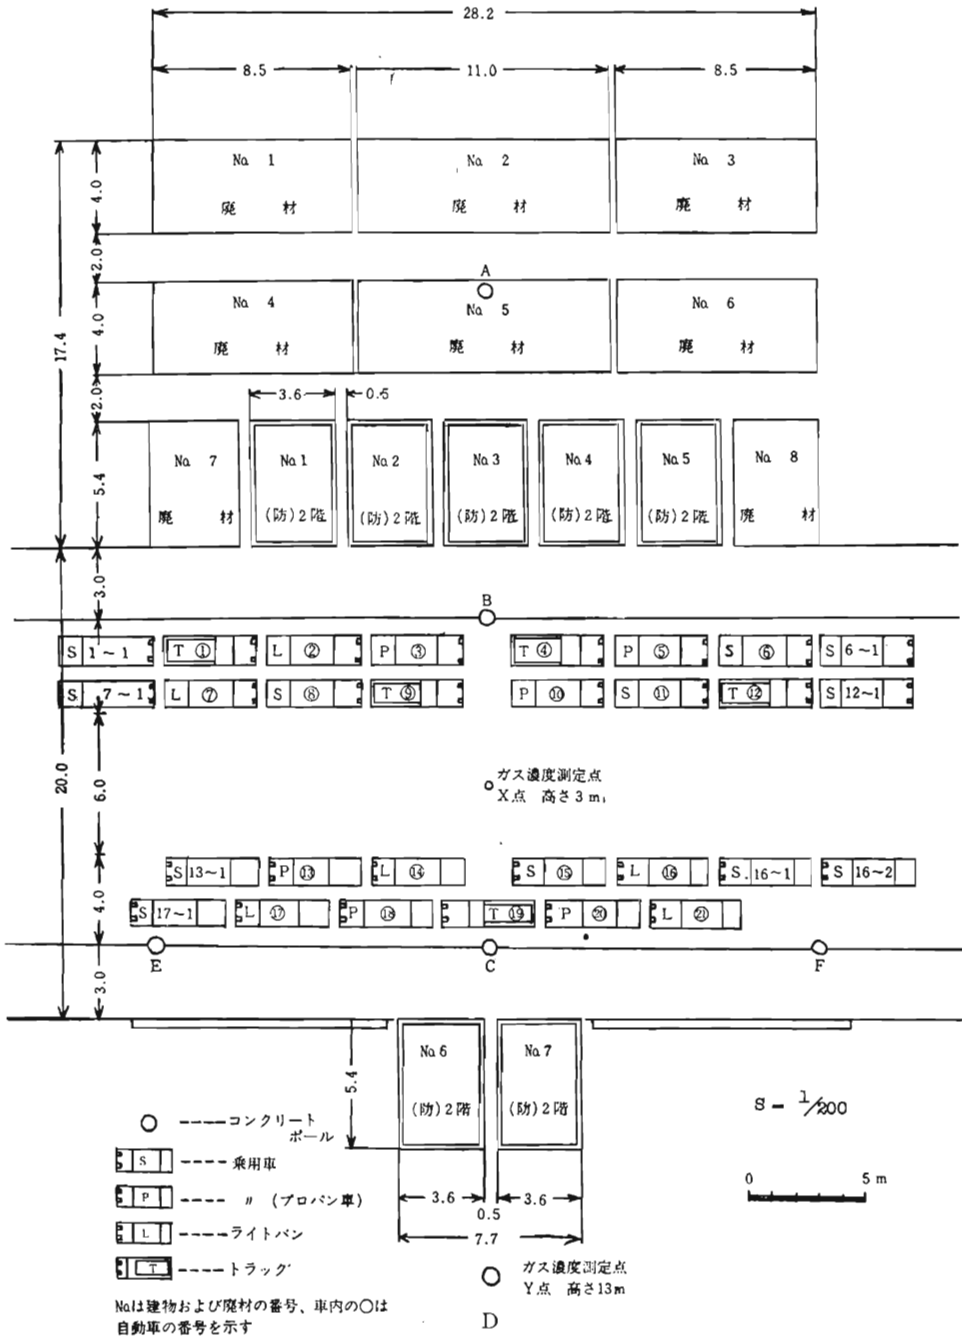 28.2
8.5 11.0 8.5
No. 1 No. 2 No. 3
廃 材 廃 材 廃 材
4.0
2.0
A
No. 4 No. 5 No. 6
廃 材 廃 材 廃 材
4.0
17.4
2.0
3.6 0.5
No. 7 No.1 No.2 No.3 No.4 No.5 No. 8
廃 材 (防)2階 (防)2階 (防)2階 (防)2階 (防)2階 廃 材
5.4
3.0
B
S 1~1 T ① L ② P ③ T ④ P ⑤ S ⑥ S 6~1
S 7~1 L ⑦ S ⑧ T ⑨ P ⑩ S ⑪ T ⑫ S 12~1
20.0
6.0
ガス濃度測定点
X点 高さ3m
S 13~1 P ⑬ L ⑭ S ⑮ L ⑯ S. 16~1 S 16~2
4.0
S 17~1 L ⑰ P ⑱ T ⑲ P ⑳ L ㉑
E C F
3.0
No.6 No.7
(防)2階 (防)2階
5.4
S = 1/200
0 5 m
3.6 3.6
0.5
7.7
○ ----コンクリート
ポール
S ----乗用車
P ---- 〃 (プロパン車)
L ----ライトバン
T ----トラック
ガス濃度測定点
Y点 高さ13m
D
No.は建物および廃材の番号、車内の○は
自動車の番号を示す